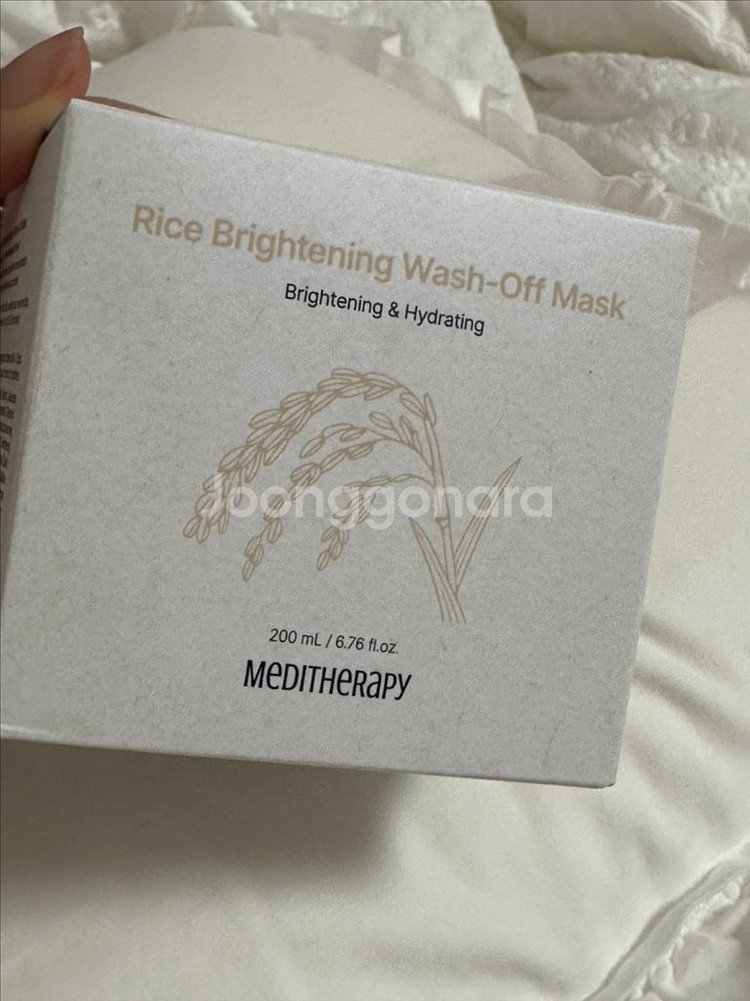 Rice Brightening Wash-Off Mask
Brightening & Hydrating
Joonggonara
200 mL / 6.76 fl.oz.
MEDITHERAPY